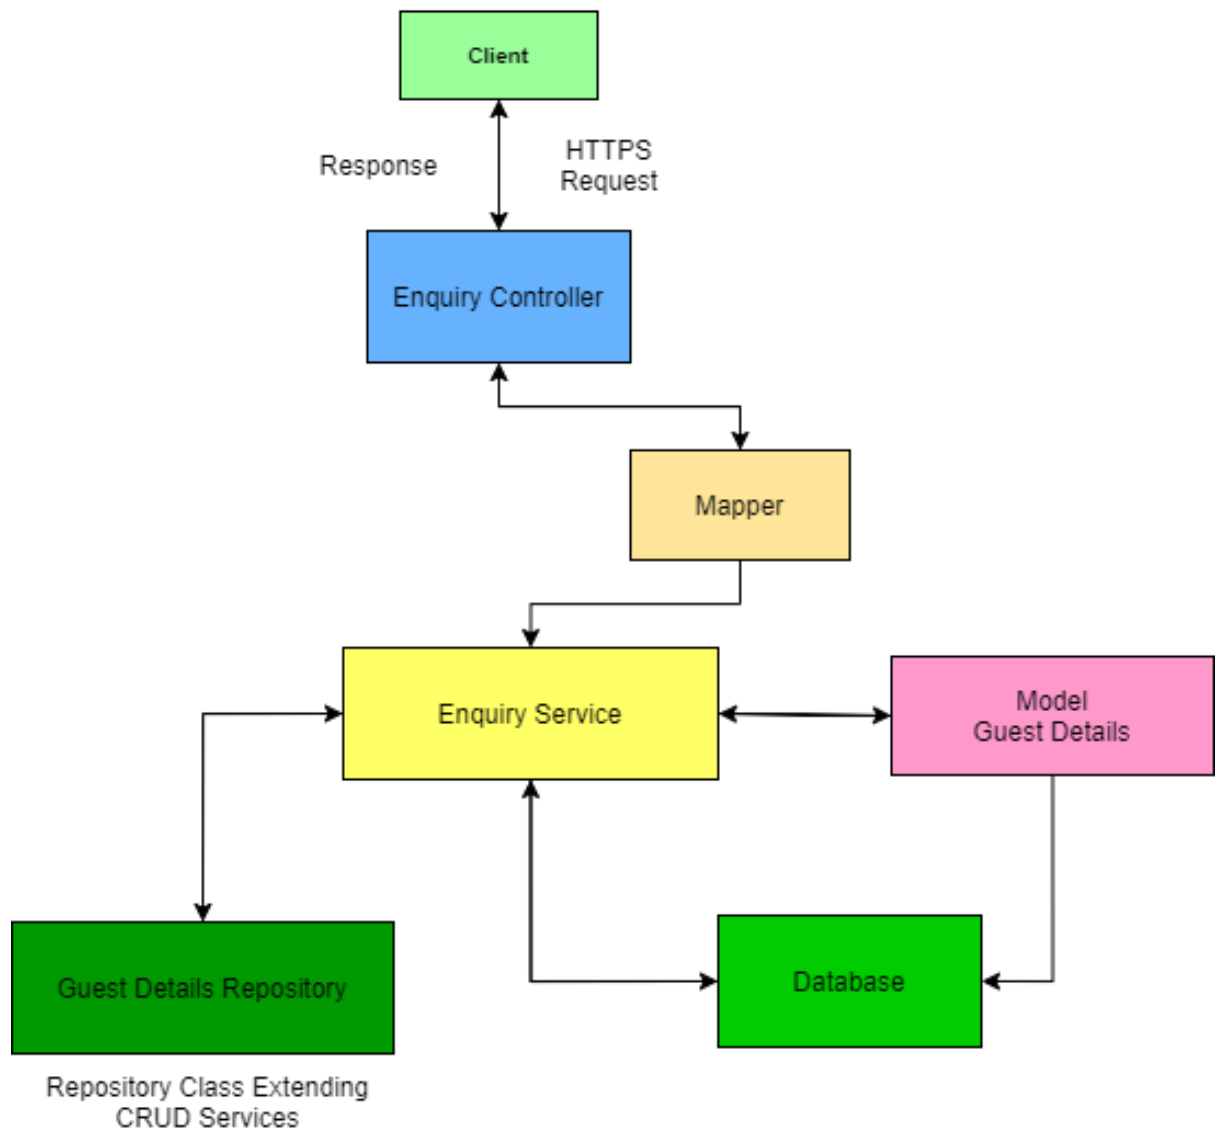 Client
Response
HTTPS
Request
Enquiry Controller
Mapper
Enquiry Service
Model
Guest Details
Guest Details Repository
Database
Repository Class Extending
CRUD Services